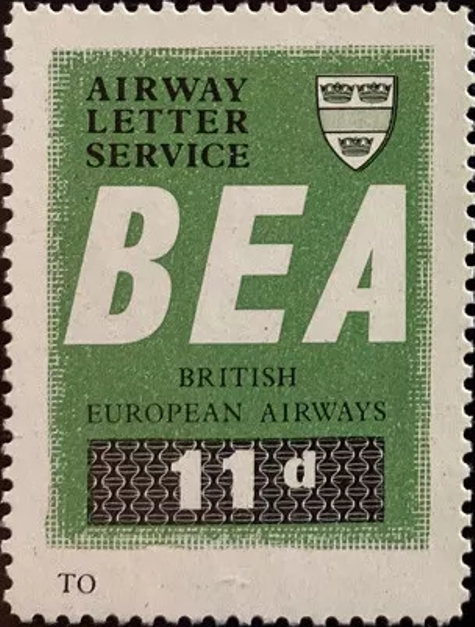 AIRWAY
LETTER
SERVICE
BEA
BRITISH
EUROPEAN AIRWAYS
11d
TO